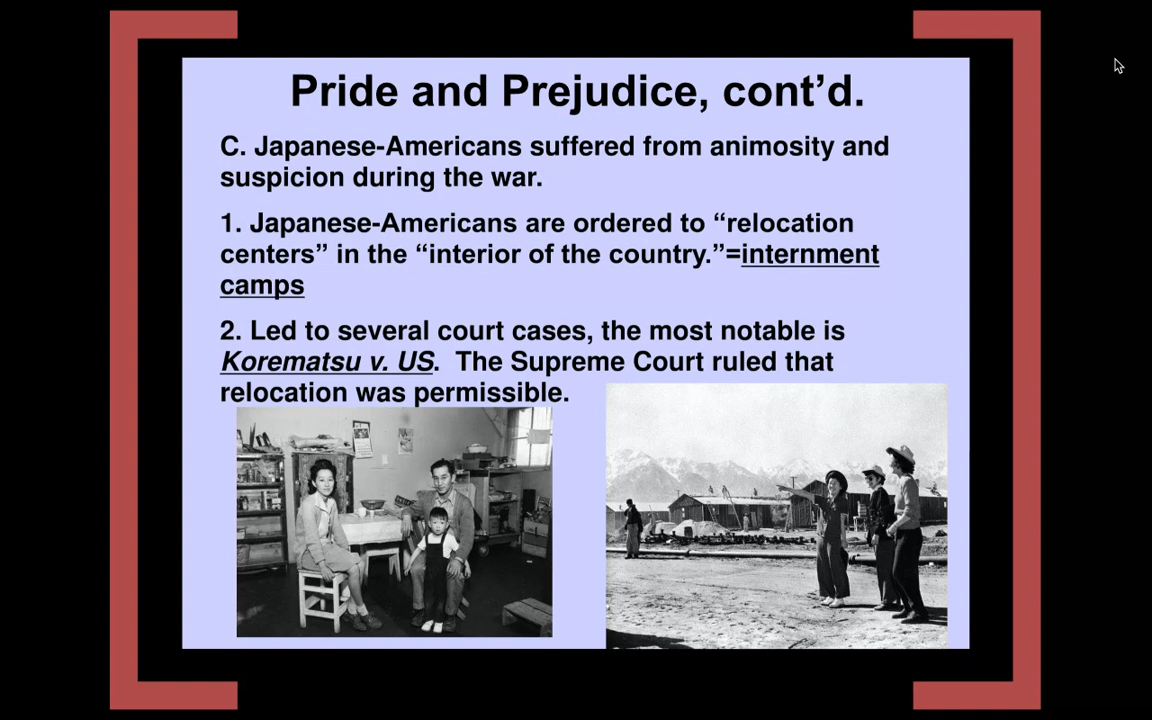 Pride and Prejudice, cont’d.
C. Japanese-Americans suffered from animosity and
suspicion during the war.
1. Japanese-Americans are ordered to “relocation
centers” in the “interior of the country.”=internment
camps
2. Led to several court cases, the most notable is
Korematsu v. US.  The Supreme Court ruled that
relocation was permissible.